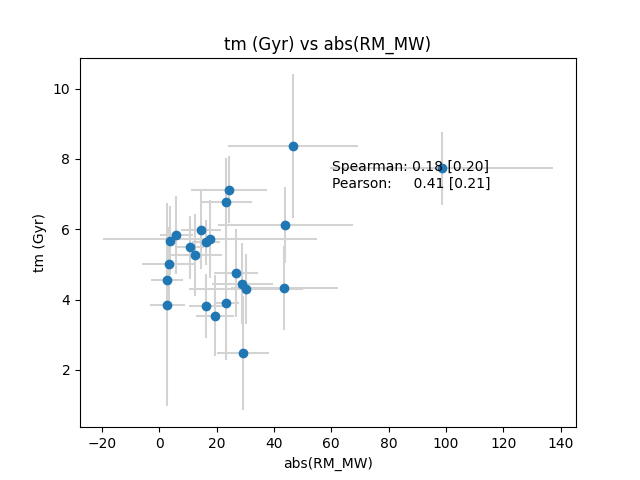 tm (Gyr) vs abs(RM_MW)
10
8
6
4
2
tm (Gyr)
Spearman: 0.18 [0.20]
Pearson: 0.41 [0.21]
−20
0
20
40
60
80
100
120
140
abs(RM_MW)